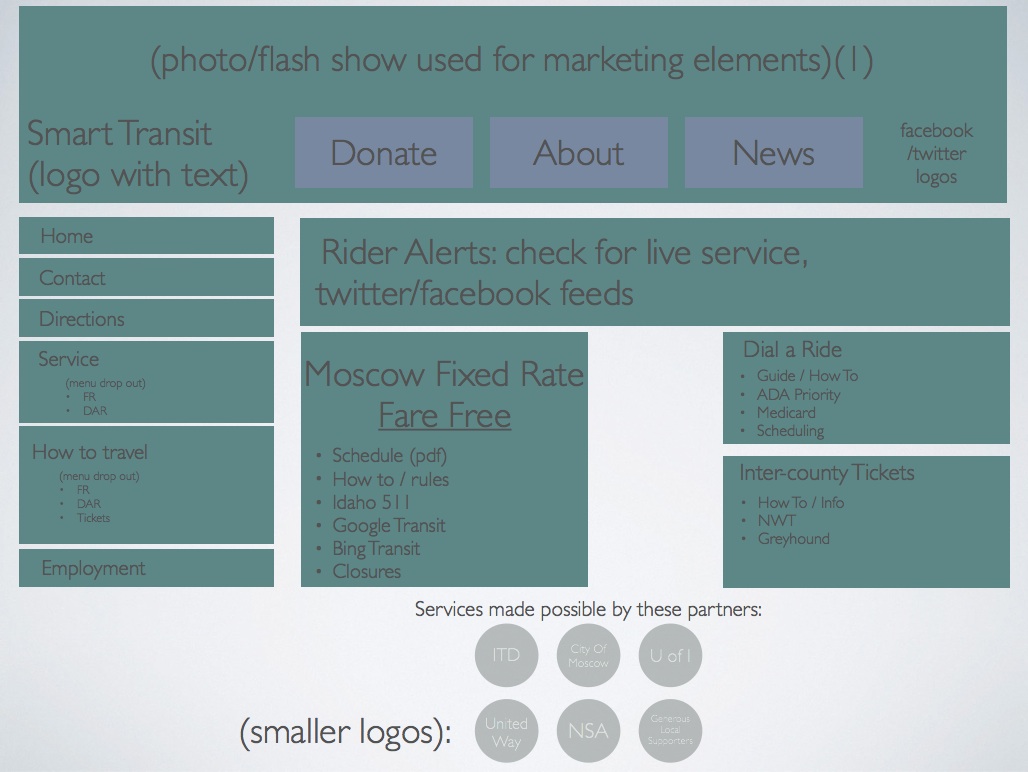 (photo/flash show used for marketing elements)(1)
Smart Transit
(logo with text)
Donate
About
News
facebook
/twitter
logos
Home
Contact
Directions
Service
(menu drop out)
• FR
• DAR
How to travel
(menu drop out)
• FR
• DAR
• Tickets
Employment
Rider Alerts: check for live service,
twitter/facebook feeds
Moscow Fixed Rate
Fare Free
• Schedule (pdf)
• How to / rules
• Idaho 511
• Google Transit
• Bing Transit
• Closures
Dial a Ride
• Guide / How To
• ADA Priority
• Medicard
• Scheduling
Inter-county Tickets
• How To / Info
• NWT
• Greyhound
Services made possible by these partners:
ITD
City Of
Moscow
U of I
(smaller logos):
United
Way
NSA
Generous
Local
Supporters